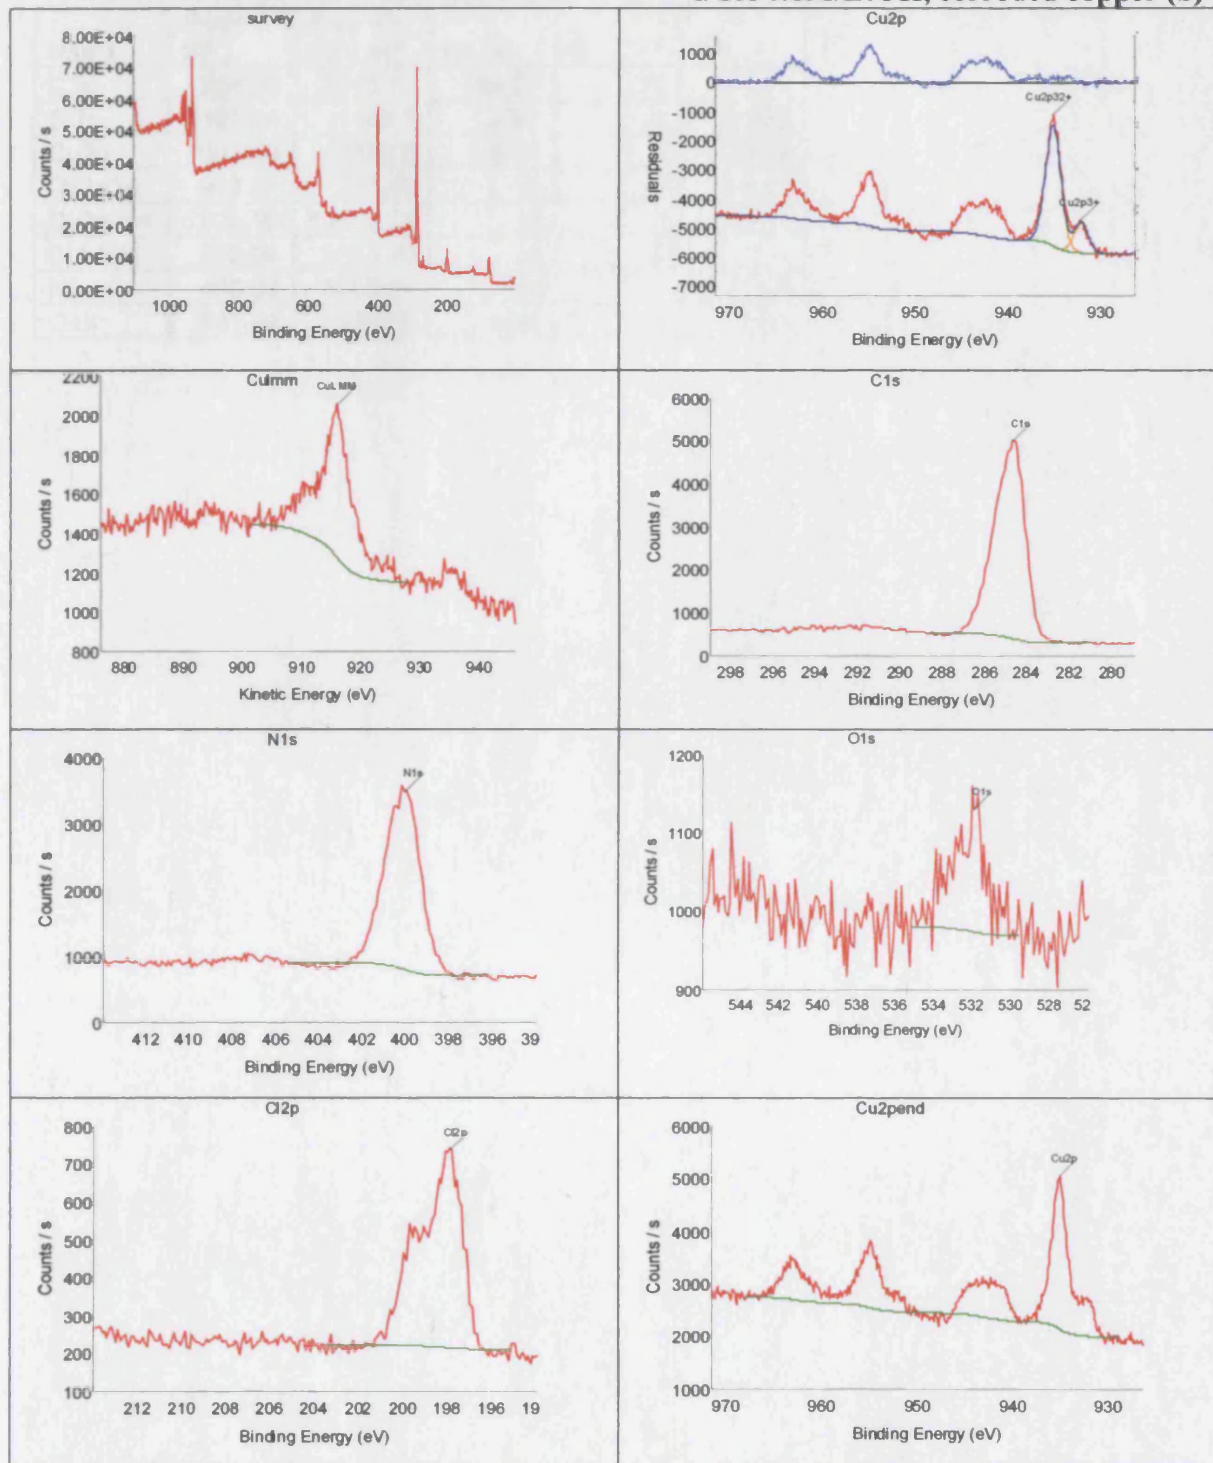 corroded copper (b)
survey
8.00E+04
7.00E+04
6.00E+04
5.00E+04
4.00E+04
3.00E+04
2.00E+04
1.00E+04
0.00E+00
Counts / s
1000 800 600 400 200
Binding Energy (eV)
Cu2p
1000
0
-1000
-2000
-3000
-4000
-5000
-6000
-7000
Residuals
Cu2p32+
Cu2p3+
970 960 950 940 930
Binding Energy (eV)
Culmm
CuL MM
2200
2000
1800
1600
1400
1200
1000
800
Counts / s
880 890 900 910 920 930 940
Kinetic Energy (eV)
C1s
C1s
6000
5000
4000
3000
2000
1000
0
Counts / s
298 296 294 292 290 288 286 284 282 280
Binding Energy (eV)
N1s
N1s
4000
3000
2000
1000
0
Counts / s
412 410 408 406 404 402 400 398 396 39
Binding Energy (eV)
O1s
O1s
1200
1100
1000
900
Counts / s
544 542 540 538 536 534 532 530 528 52
Binding Energy (eV)
Cl2p
Cl2p
800
700
600
500
400
300
200
100
Counts / s
212 210 208 206 204 202 200 198 196 19
Binding Energy (eV)
Cu2pend
Cu2p
6000
5000
4000
3000
2000
1000
Counts / s
970 960 950 940 930
Binding Energy (eV)